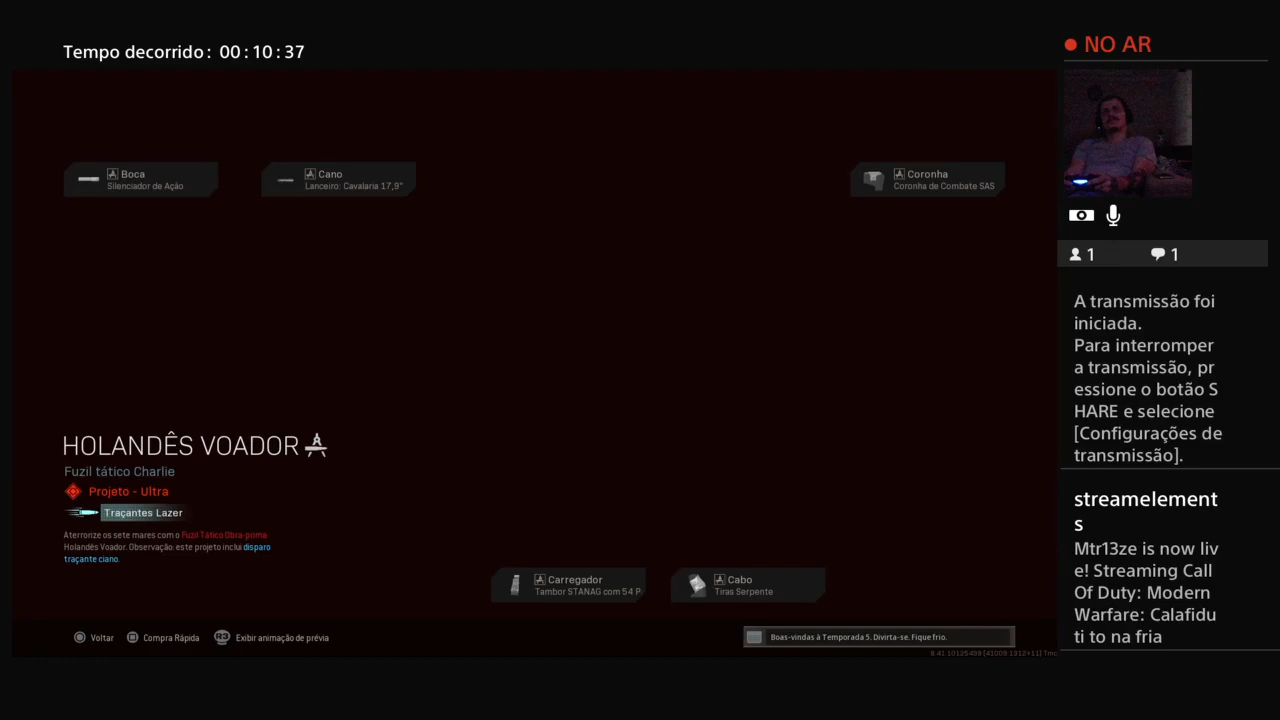 Tempo decorrido: 00:10:37
NO AR
Boca
Silenciador de Ação
Cano
Lanceiro: Cavalaria 17,9"
Coronha
Coronha de Combate SAS
1
1
A transmissão foi
iniciada.
Para interromper
a transmissão, pr
essione o botão S
HARE e selecione
[Configurações de
transmissão].
HOLANDÊS VOADOR
Fuzil tático Charlie
Projeto - Ultra
Traçantes Lazer
Aterrorize os sete mares com o Fuzil Tático Obra-prima
Holandês Voador. Observação: este projeto inclui disparo
traçante ciano.
streamelement
s
Mtr13ze is now liv
e! Streaming Call
Of Duty: Modern
Warfare: Calafidu
ti to na fria
Carregador
Tambor STANAG com 54 P
Cabo
Tiras Serpente
Voltar
Compra Rápida
R3
Exibir animação de prévia
Boas-vindas à Temporada 5. Divirta-se. Fique frio.